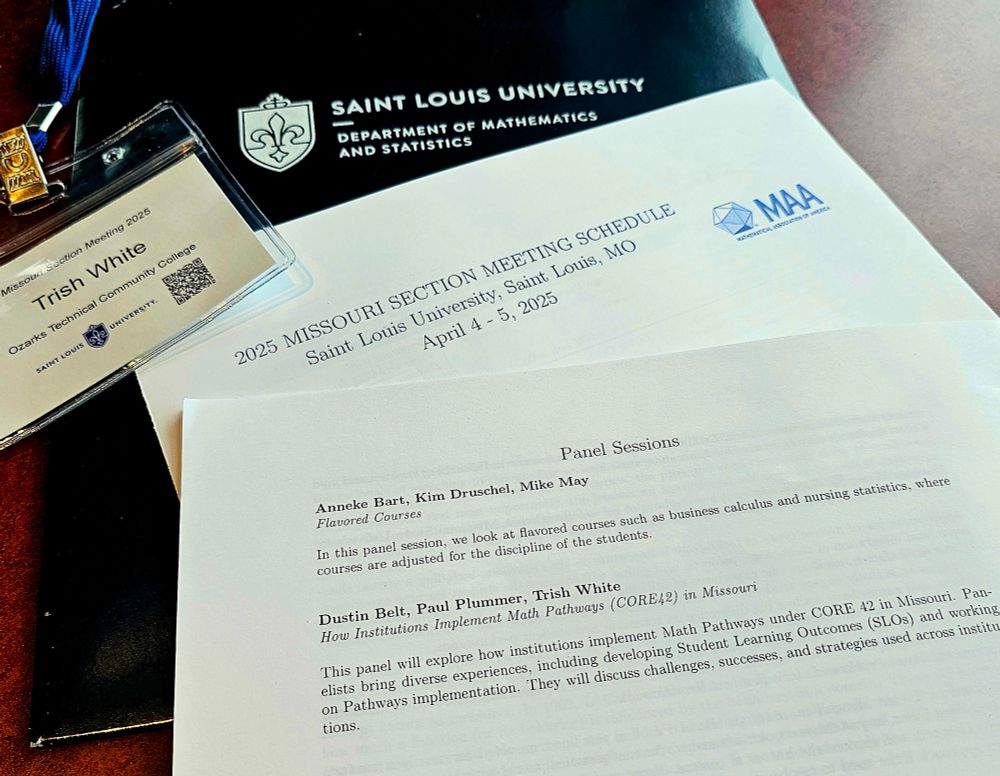 SAINT LOUIS UNIVERSITY
DEPARTMENT OF MATHEMATICS
AND STATISTICS
Missouri Section Meeting 2025
Trish White
Ozarks Technical Community College
SAINT LOUIS UNIVERSITY.
MAA
MATHEMATICAL ASSOCIATION OF AMERICA
2025 MISSOURI SECTION MEETING SCHEDULE
Saint Louis University, Saint Louis, MO
April 4 - 5, 2025
Panel Sessions
Anneke Bart, Kim Druschel, Mike May
Flavored Courses
In this panel session, we look at flavored courses such as business calculus and nursing statistics, where
courses are adjusted for the discipline of the students.
Dustin Belt, Paul Plummer, Trish White
How Institutions Implement Math Pathways (CORE42) in Missouri
This panel will explore how institutions implement Math Pathways under CORE 42 in Missouri. Pan-
elists bring diverse experiences, including developing Student Learning Outcomes (SLOs) and working
on Pathways implementation. They will discuss challenges, successes, and strategies used across institu
tions.